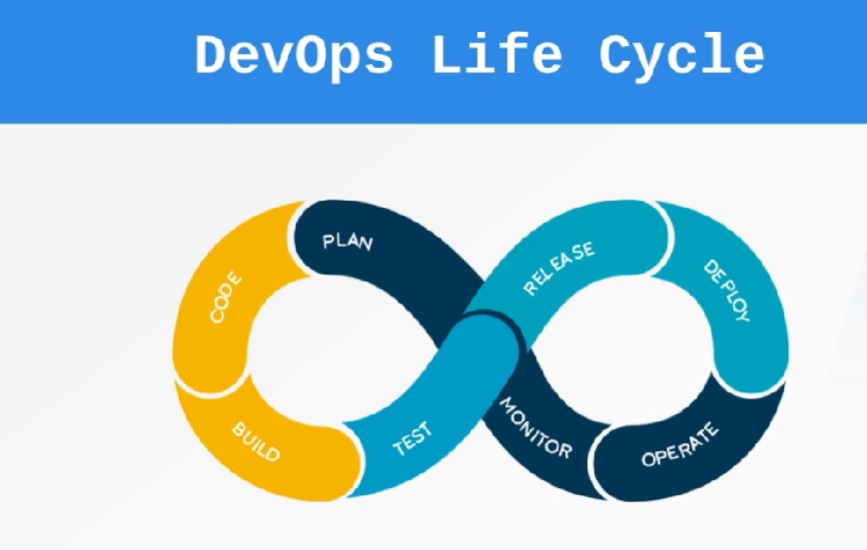 DevOps Life Cycle
PLAN
CODE
BUILD
TEST
RELEASE
DEPLOY
OPERATE
MONITOR